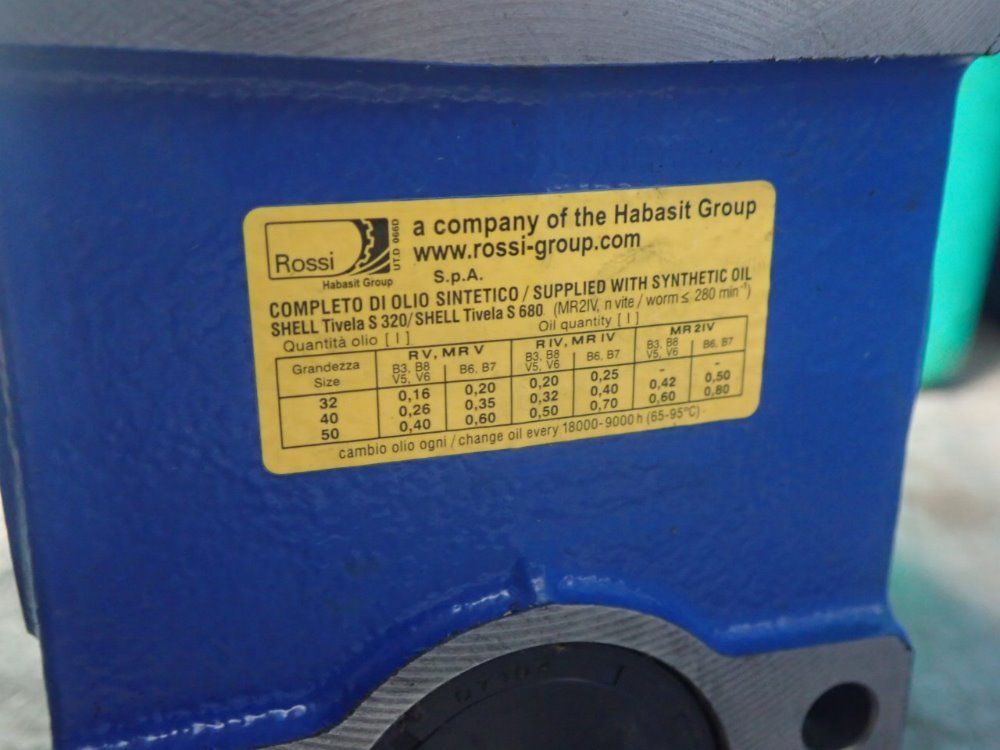 Rossi
Habasit Group
UT.D 066D
a company of the Habasit Group
www.rossi-group.com
S.p.A.
COMPLETO DI OLIO SINTETICO / SUPPLIED WITH SYNTHETIC OIL
SHELL Tivela S 320/SHELL Tivela S 680 (MR2IV, n vite / worm ≤ 280 min⁻¹)
Quantità olio [ l ] Oil quantity [ l ]
Grandezza Size R V, MR V R IV, MR IV MR 2IV
B3, B8 V5, V6 B6, B7 B3, B8 V5, V6 B6, B7 B3, B8 V5, V6 B6, B7
32 0,16 0,20 0,20 0,25 - -
40 0,26 0,35 0,32 0,40 0,42 0,50
50 0,40 0,60 0,50 0,70 0,60 0,80
cambio olio ogni / change oil every 18000-9000 h (65-95°C)